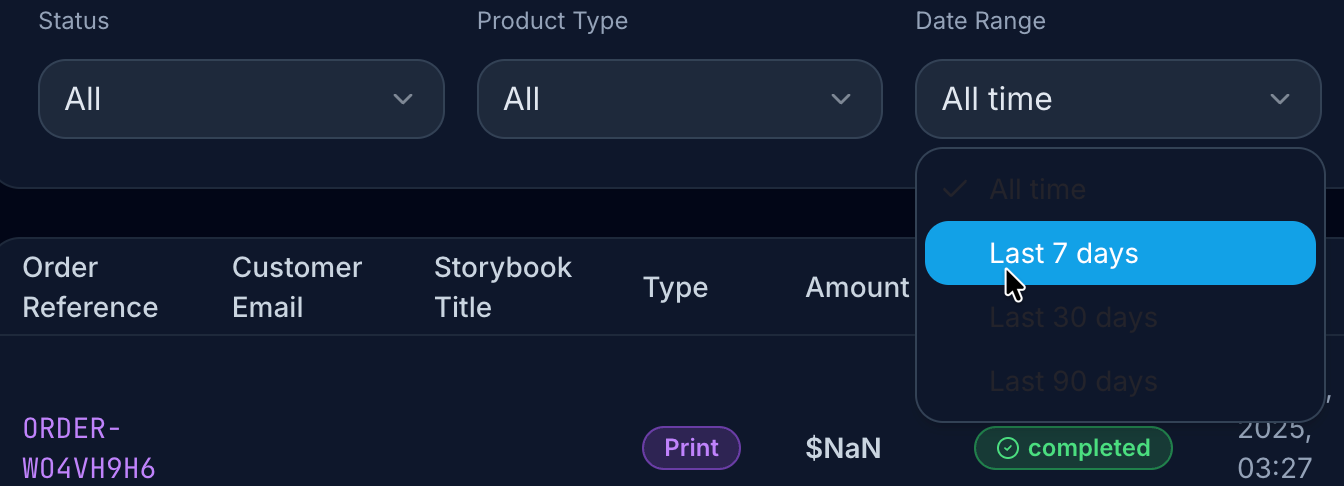 Status
Product Type
Date Range
All
All
All time
All time
Last 7 days
Last 30 days
Last 90 days
Order
Reference
Customer
Email
Storybook
Title
Type
Amount
ORDER-
WO4VH9H6
Print
$NaN
completed
2025,
03:27